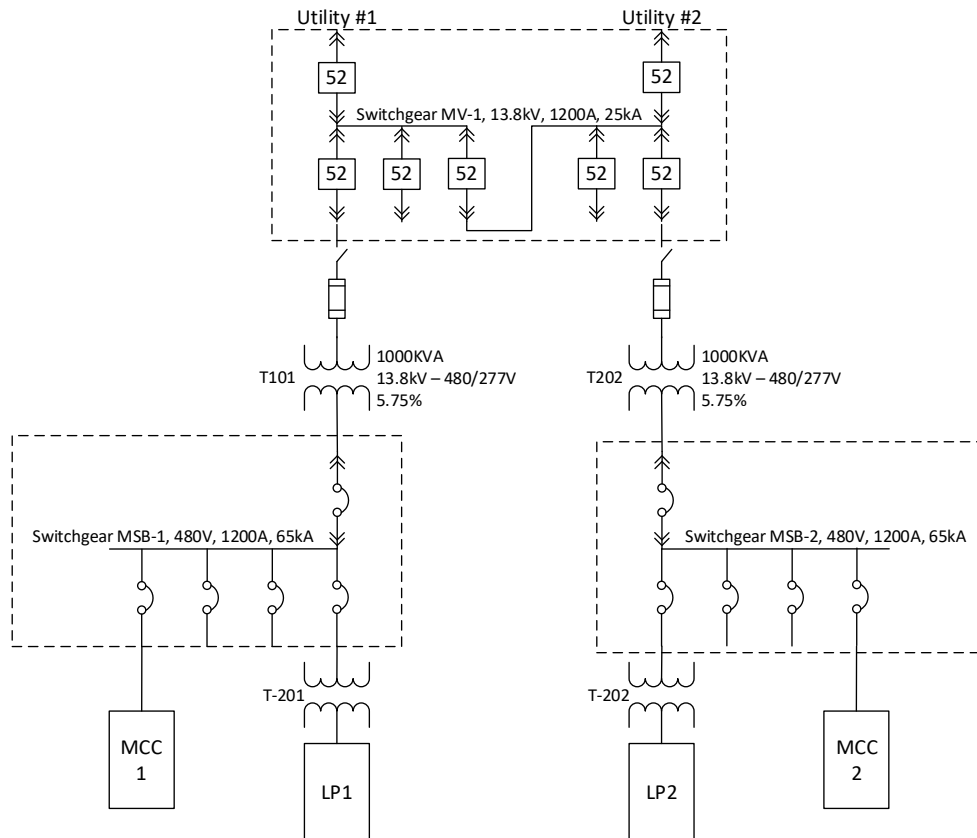 Utility #1
Utility #2
52
52
Switchgear MV-1, 13.8kV, 1200A, 25kA
52
52
52
52
52
T101
1000KVA
13.8kV – 480/277V
5.75%
T202
1000KVA
13.8kV – 480/277V
5.75%
Switchgear MSB-1, 480V, 1200A, 65kA
Switchgear MSB-2, 480V, 1200A, 65kA
T-201
T-202
MCC
1
LP1
LP2
MCC
2